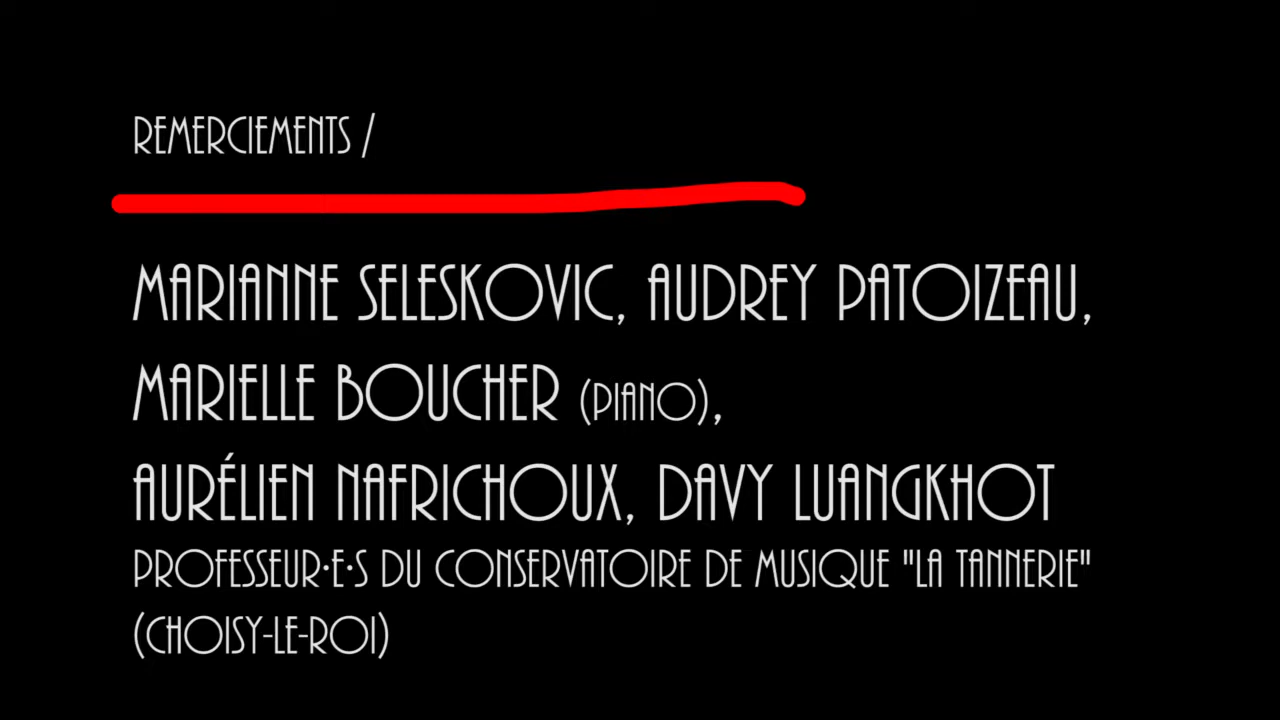 REMERCIEMENTS /
MARIANNE SELESKOVIC, AUDREY PATOIZEAU,
MARIELLE BOUCHER (PIANO),
AURÉLIEN NAFRICHOUX, DAVY LUANGKHOT
PROFESSEUR·E·S DU CONSERVATOIRE DE MUSIQUE "LA TANNERIE"
(CHOISY-LE-ROI)